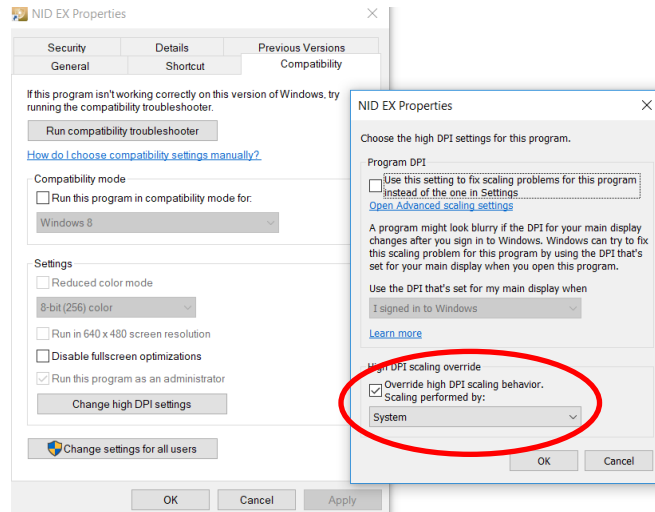 NID EX Properties
Security Details Previous Versions
General Shortcut Compatibility
If this program isn't working correctly on this version of Windows, try
running the compatibility troubleshooter.
Run compatibility troubleshooter
How do I choose compatibility settings manually?
Compatibility mode
Run this program in compatibility mode for:
Windows 8
Settings
Reduced color mode
8-bit (256) color
Run in 640 x 480 screen resolution
Disable fullscreen optimizations
Run this program as an administrator
Change high DPI settings
Change settings for all users
OK Cancel Apply
NID EX Properties
Choose the high DPI settings for this program.
Program DPI
Use this setting to fix scaling problems for this program
instead of the one in Settings
Open Advanced scaling settings
A program might look blurry if the DPI for your main display
changes after you sign in to Windows. Windows can try to fix
this scaling problem for this program by using the DPI that's
set for your main display when you open this program.
Use the DPI that's set for my main display when
I signed in to Windows
Learn more
High DPI scaling override
Override high DPI scaling behavior.
Scaling performed by:
System
OK Cancel